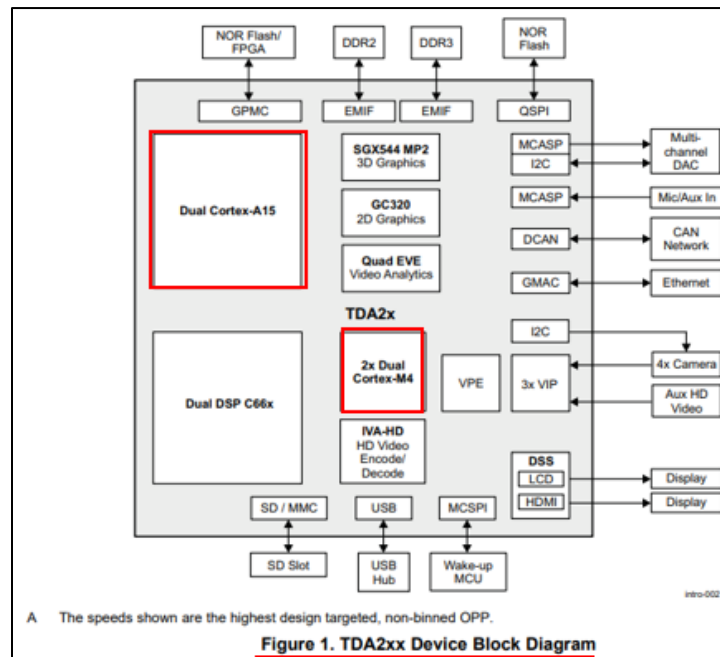 NOR Flash/
FPGA
DDR2
DDR3
NOR
Flash
GPMC
EMIF
EMIF
QSPI
Dual Cortex-A15
SGX544 MP2
3D Graphics
GC320
2D Graphics
Quad EVE
Video Analytics
MCASP
I2C
Multi-
channel
DAC
MCASP
Mic/Aux In
DCAN
CAN
Network
GMAC
Ethernet
TDA2x
Dual DSP C66x
2x Dual
Cortex-M4
VPE
I2C
3x VIP
4x Camera
Aux HD
Video
IVA-HD
HD Video
Encode/
Decode
DSS
LCD
Display
HDMI
Display
SD / MMC
USB
MCSPI
SD Slot
USB
Hub
Wake-up
MCU
intro-002
A The speeds shown are the highest design targeted, non-binned OPP.
Figure 1. TDA2xx Device Block Diagram